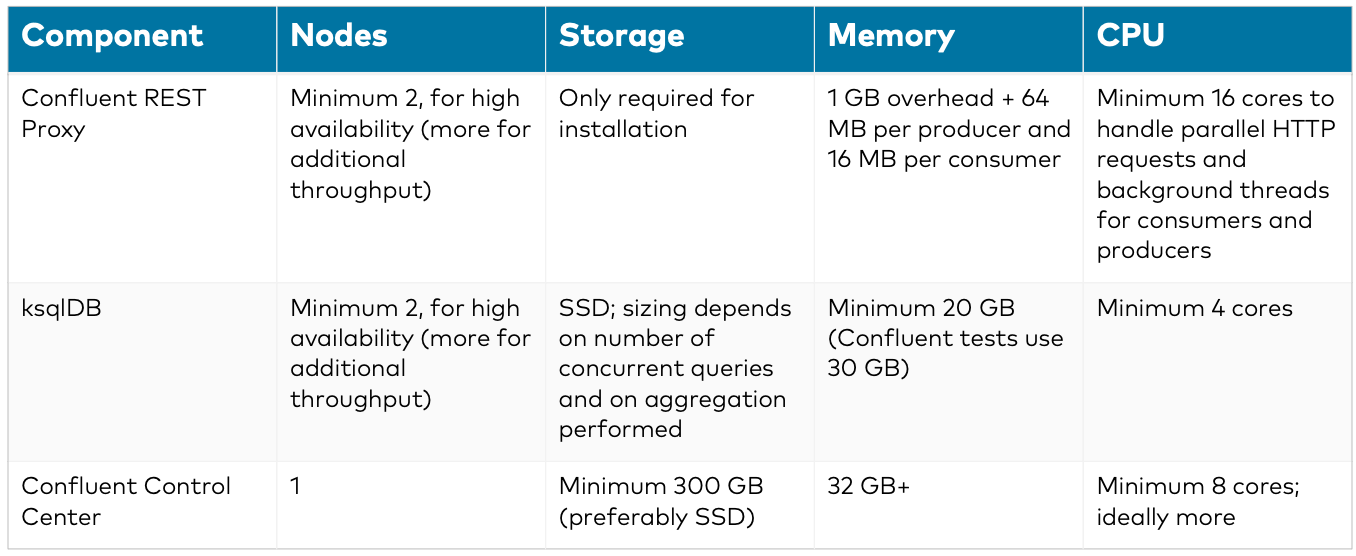 Component
Nodes
Storage
Memory
CPU
Confluent REST
Proxy
Minimum 2, for high
availability (more for
additional
throughput)
Only required for
installation
1 GB overhead + 64
MB per producer and
16 MB per consumer
Minimum 16 cores to
handle parallel HTTP
requests and
background threads
for consumers and
producers
ksqlDB
Minimum 2, for high
availability (more for
additional
throughput)
SSD; sizing depends
on number of
concurrent queries
and on aggregation
performed
Minimum 20 GB
(Confluent tests use
30 GB)
Minimum 4 cores
Confluent Control
Center
1
Minimum 300 GB
(preferably SSD)
32 GB+
Minimum 8 cores;
ideally more